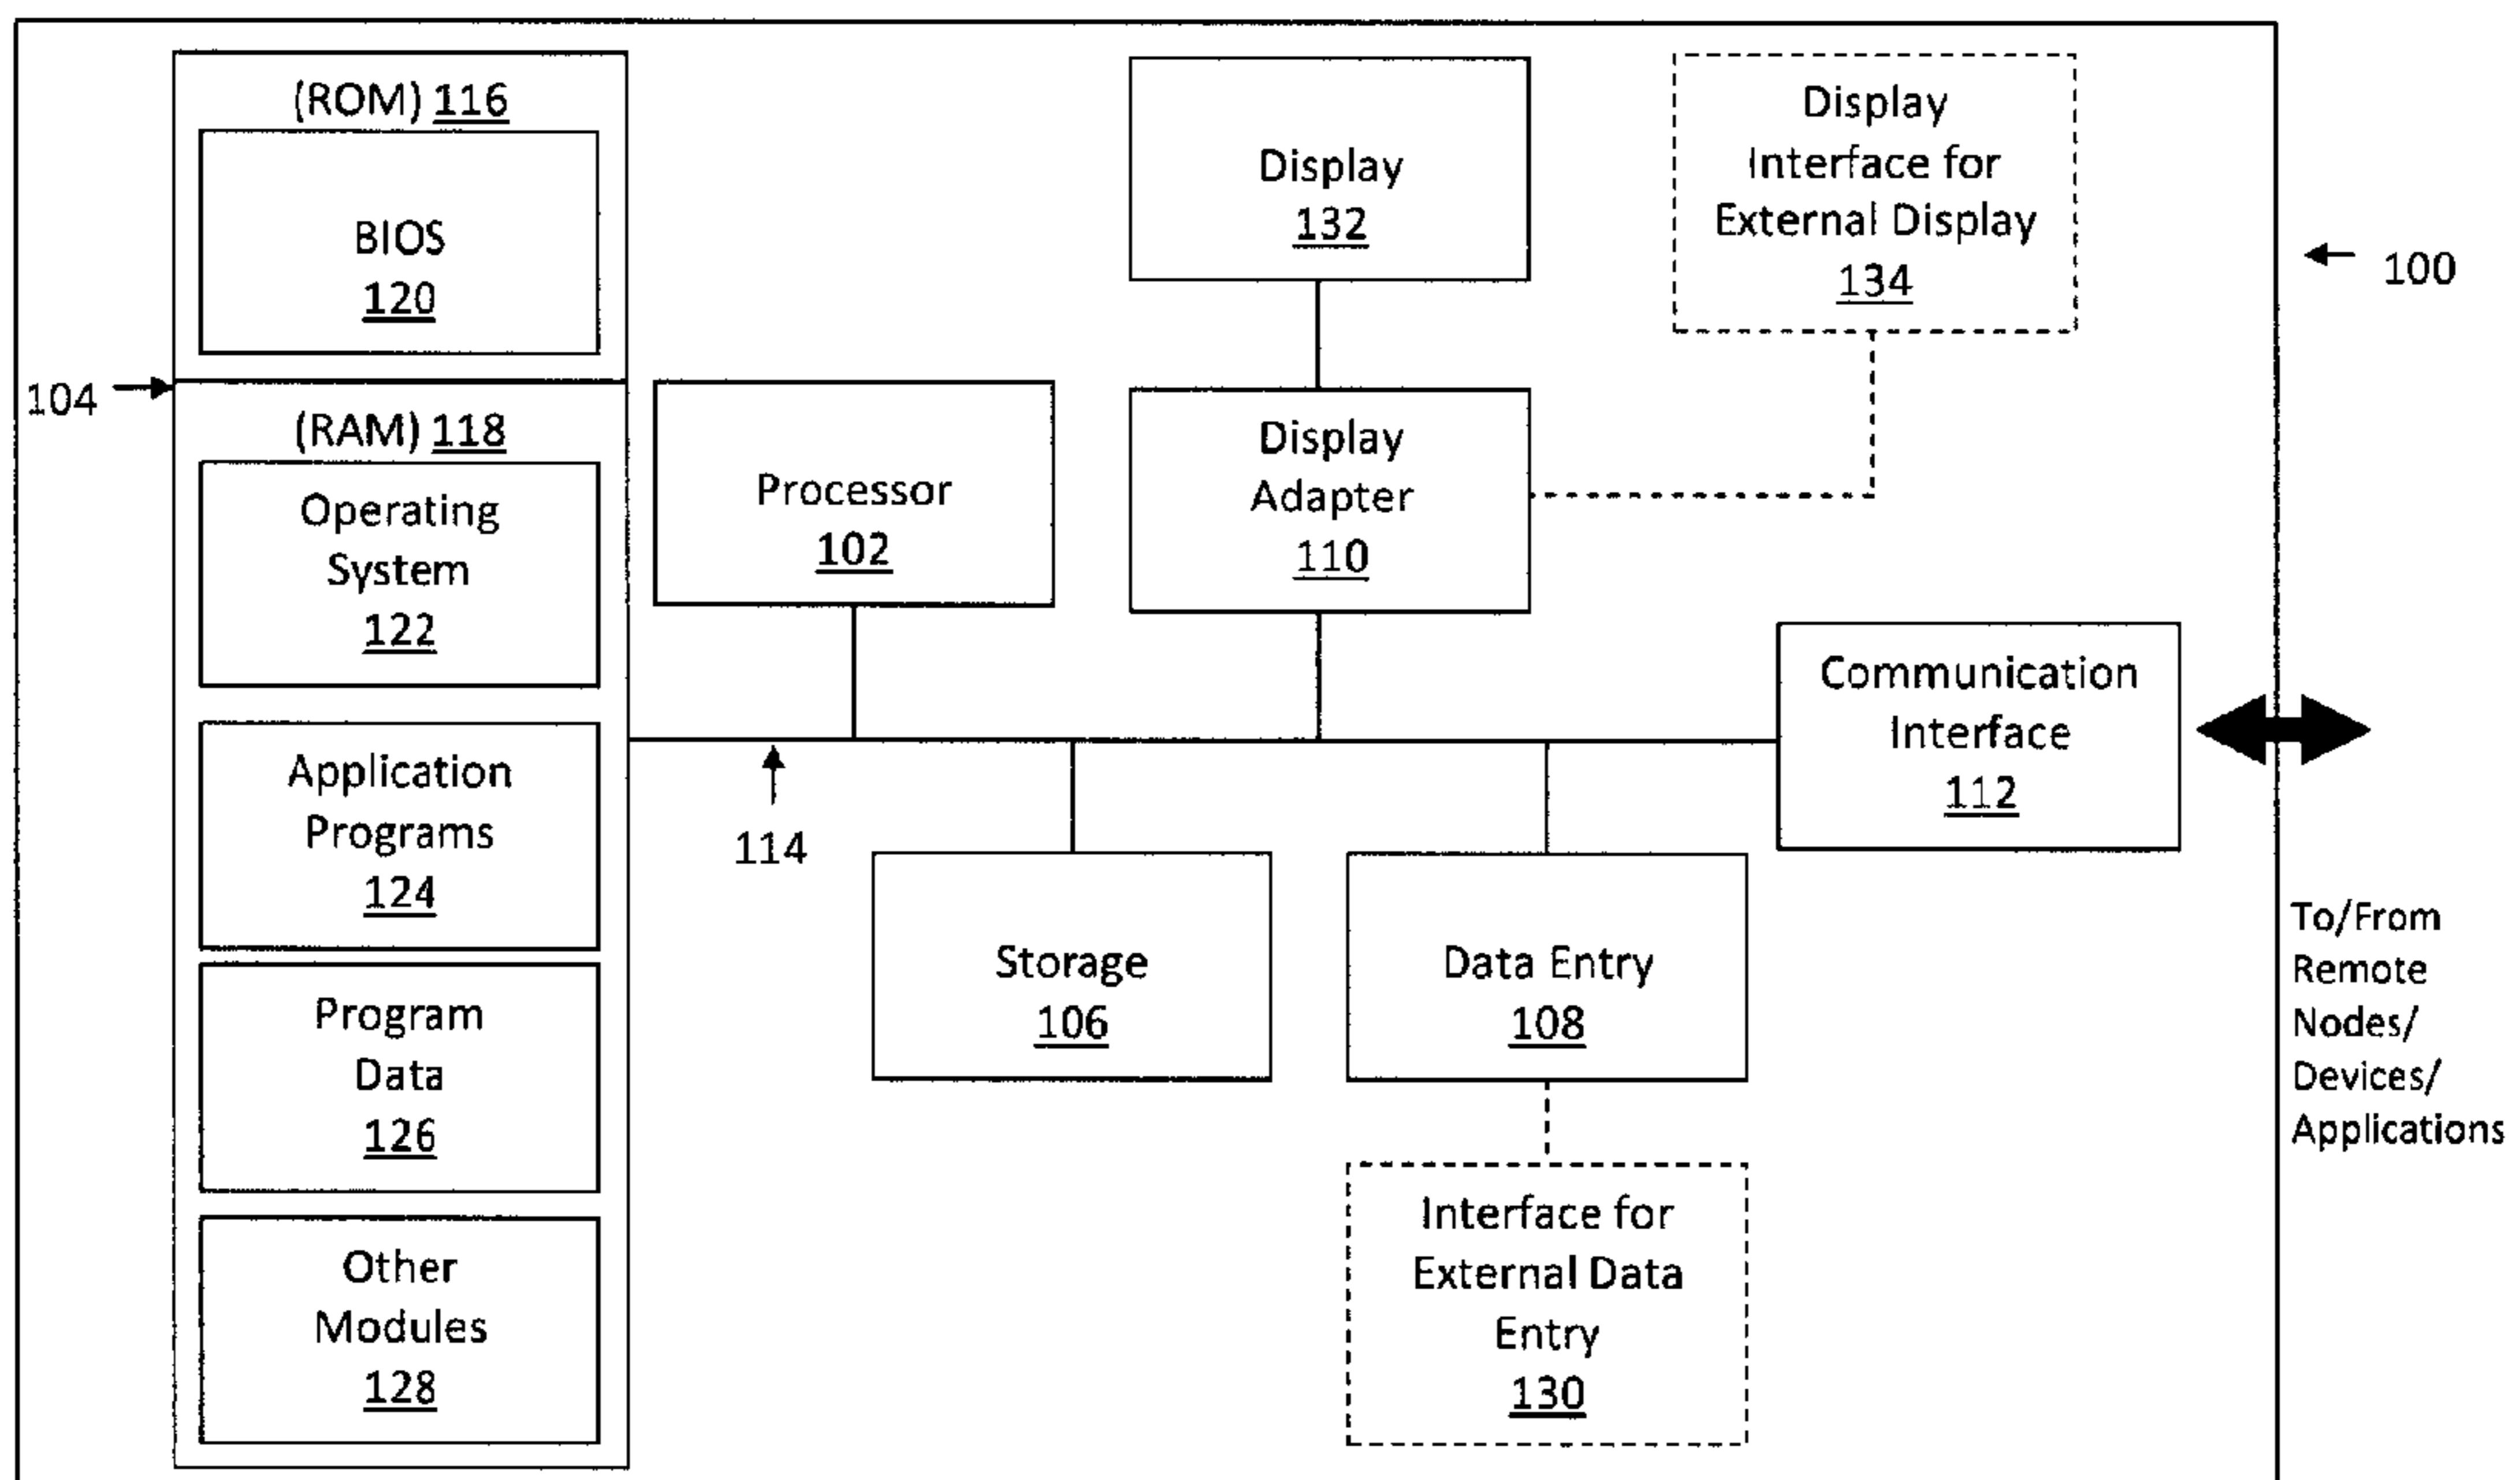 (ROM) 116
BIOS
120
104
(RAM) 118
Operating
System
122
Application
Programs
124
Program
Data
126
Other
Modules
128
Processor
102
Display
132
Display
Adapter
110
Display
Interface for
External Display
134
100
Communication
Interface
112
114
Storage
106
Data Entry
108
Interface for
External Data
Entry
130
To/From
Remote
Nodes/
Devices/
Applications